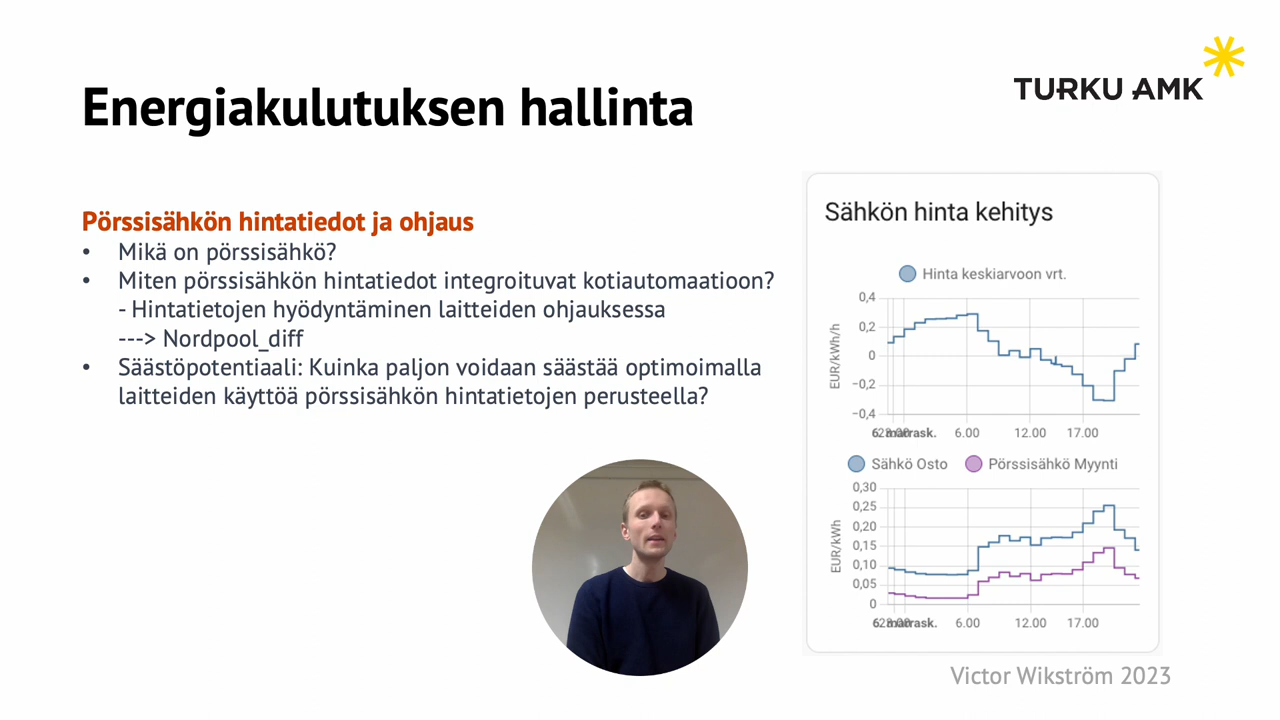 TURKU AMK
Energiakulutuksen hallinta
Pörssisähkön hintatiedot ja ohjaus
• Mikä on pörssisähkö?
• Miten pörssisähkön hintatiedot integroituvat kotiautomaatioon?
- Hintatietojen hyödyntäminen laitteiden ohjauksessa
---> Nordpool_diff
• Säästöpotentiaali: Kuinka paljon voidaan säästää optimoimalla
laitteiden käyttöä pörssisähkön hintatietojen perusteella?
Sähkön hinta kehitys
Hinta keskiarvoon vrt.
EUR/kWh/h
0,4
0,2
0
−0,2
−0,4
6. marrask.
6.00
12.00
17.00
Sähkö Osto
Pörssisähkö Myynti
EUR/kWh
0,30
0,25
0,20
0,15
0,10
0,05
0
6. marrask.
6.00
12.00
17.00
Victor Wikström 2023